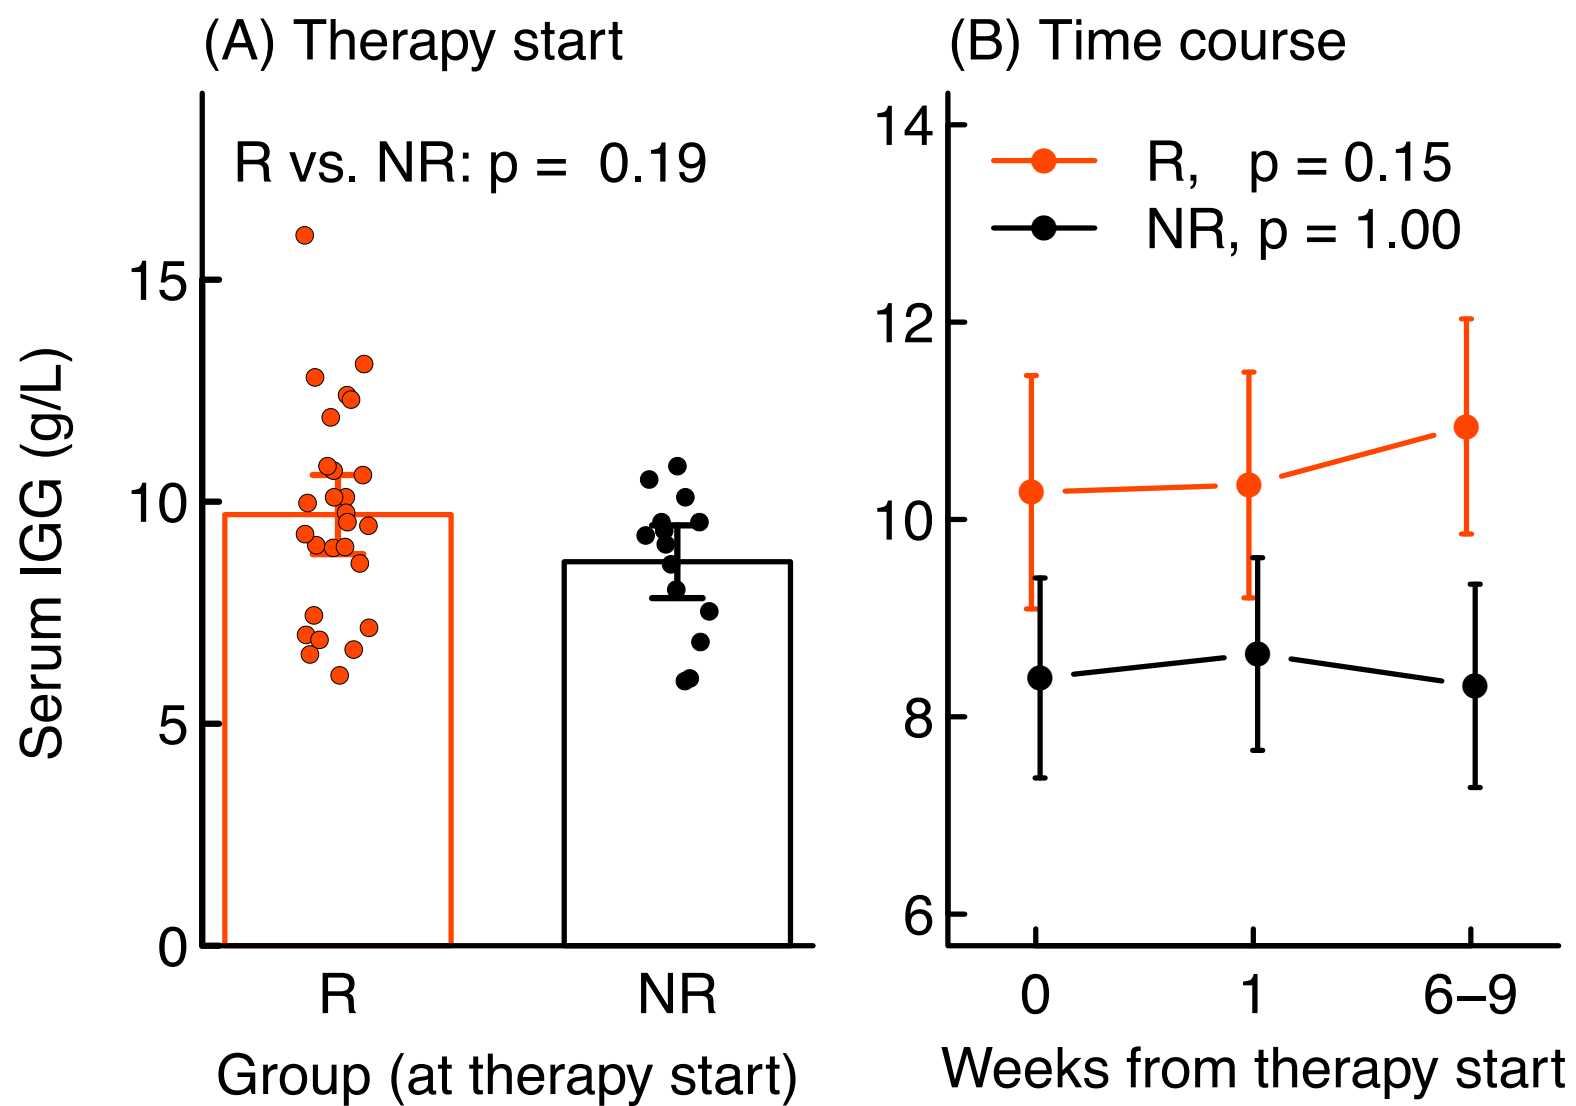 (A) Therapy start
R vs. NR: p = 0.19
Serum IGG (g/L)
15
10
5
0
R
NR
Group (at therapy start)
(B) Time course
R, p = 0.15
NR, p = 1.00
14
12
10
8
6
0
1
6–9
Weeks from therapy start